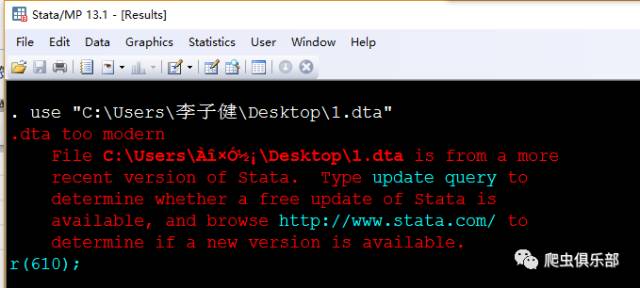 Stata/MP 13.1 - [Results]
File Edit Data Graphics Statistics User Window Help
. use "C:\Users\李子健\Desktop\1.dta"
.dta too modern
File C:\Users\Àî×Ó½¡\Desktop\1.dta is from a more
recent version of Stata. Type update query to
determine whether a free update of Stata is
available, and browse http://www.stata.com/ to
determine if a new version is available.
r(610);
爬虫俱乐部